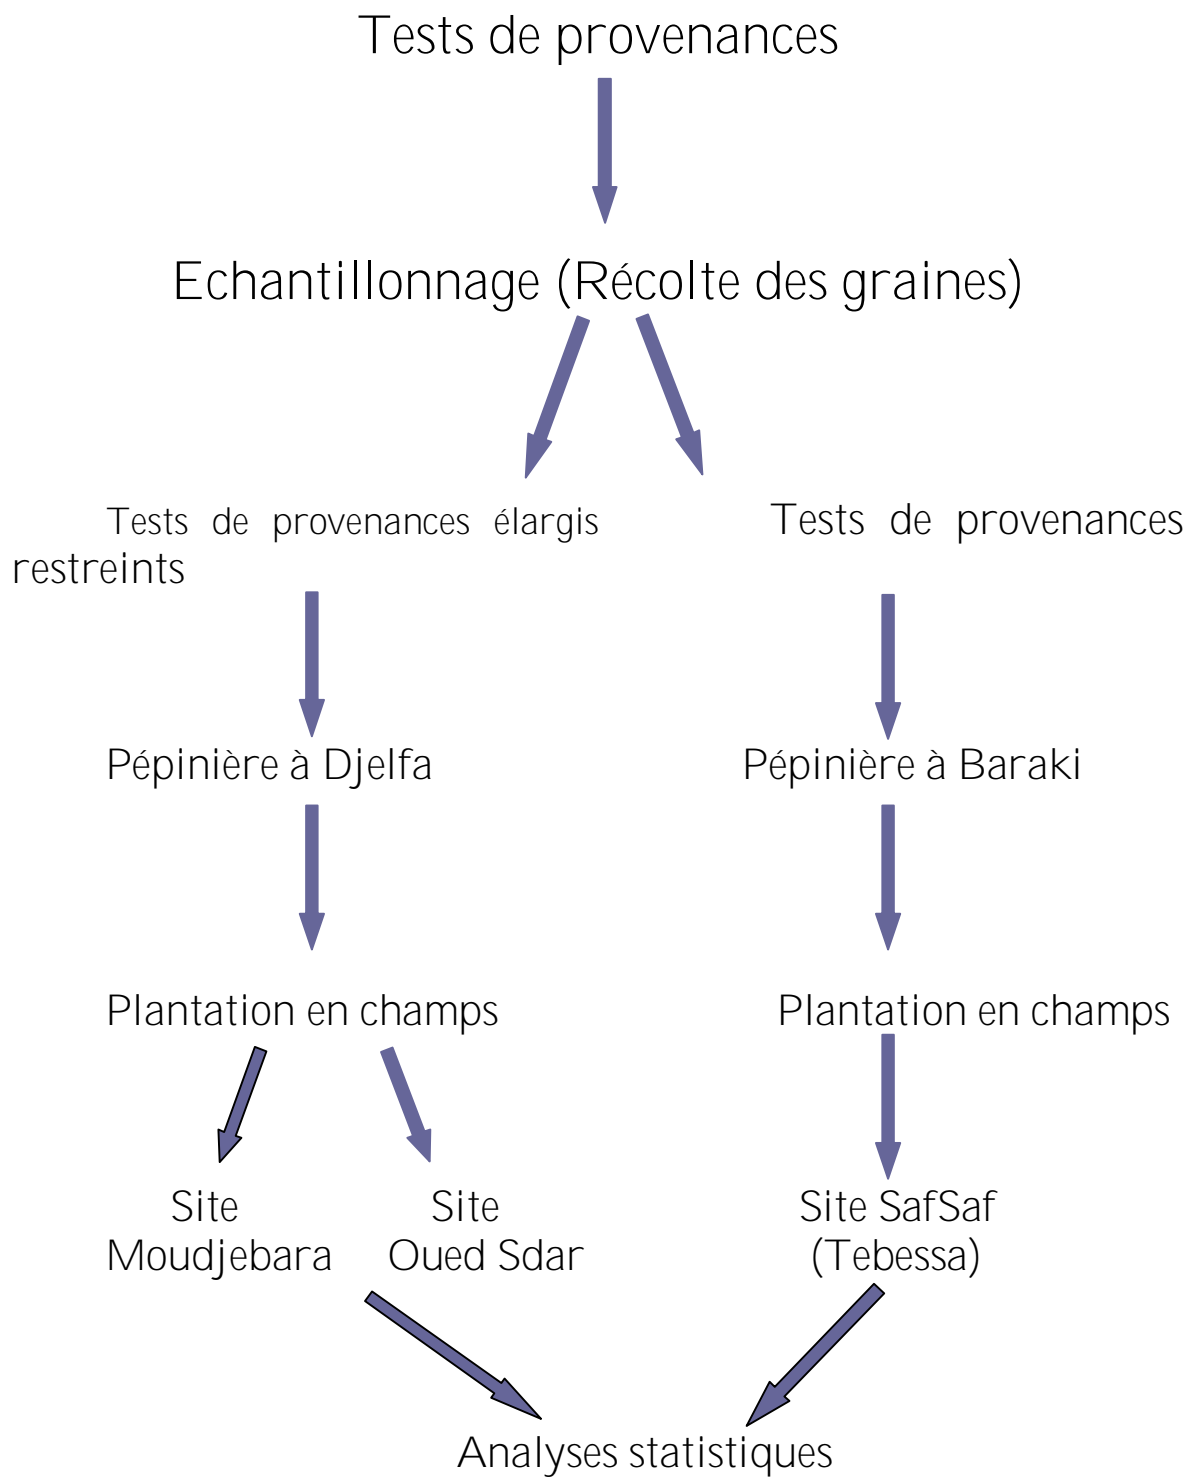 Tests de provenances
Echantillonnage (Récolte des graines)
Tests de provenances élargis Tests de provenances
restreints
Pépinière à Djelfa Pépinière à Baraki
Plantation en champs Plantation en champs
Site Site Site SafSaf
Moudjebara Oued Sdar (Tebessa)
Analyses statistiques